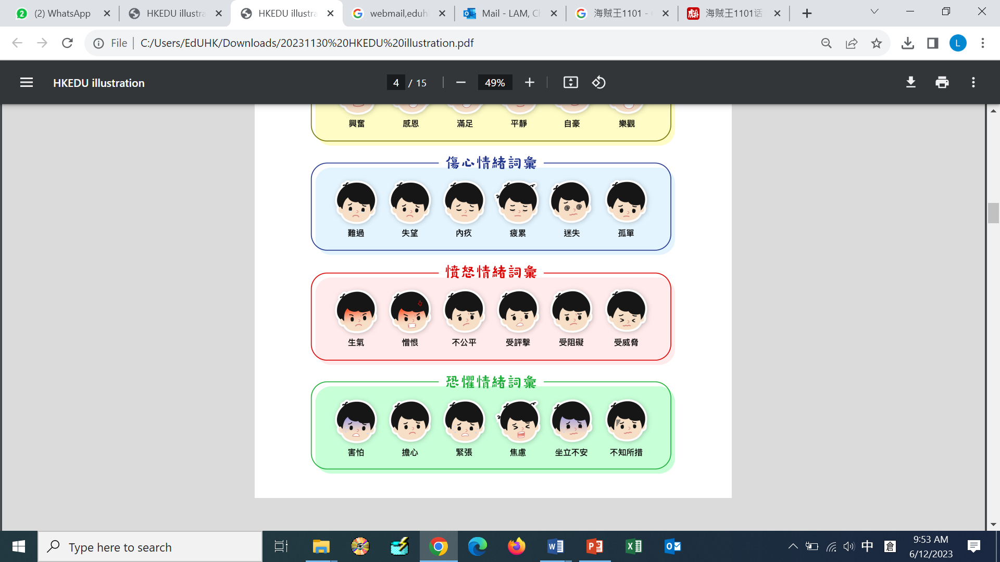 (2) WhatsApp
HKEDU illustra
HKEDU illustra
webmail,eduh
Mail - LAM, Ch
海贼王1101 - 
海贼王1101话
File
C:/Users/EdUHK/Downloads/20231130%20HKEDU%20illustration.pdf
L
HKEDU illustration
4 / 15
49%
興奮 感恩 滿足 平靜 自豪 樂觀
傷心情緒詞彙
難過 失望 內疚 疲累 迷失 孤單
憤怒情緒詞彙
生氣 憎恨 不公平 受評擊 受阻礙 受威脅
恐懼情緒詞彙
害怕 擔心 緊張 焦慮 坐立不安 不知所措
Type here to search
中
倉
9:53 AM
6/12/2023